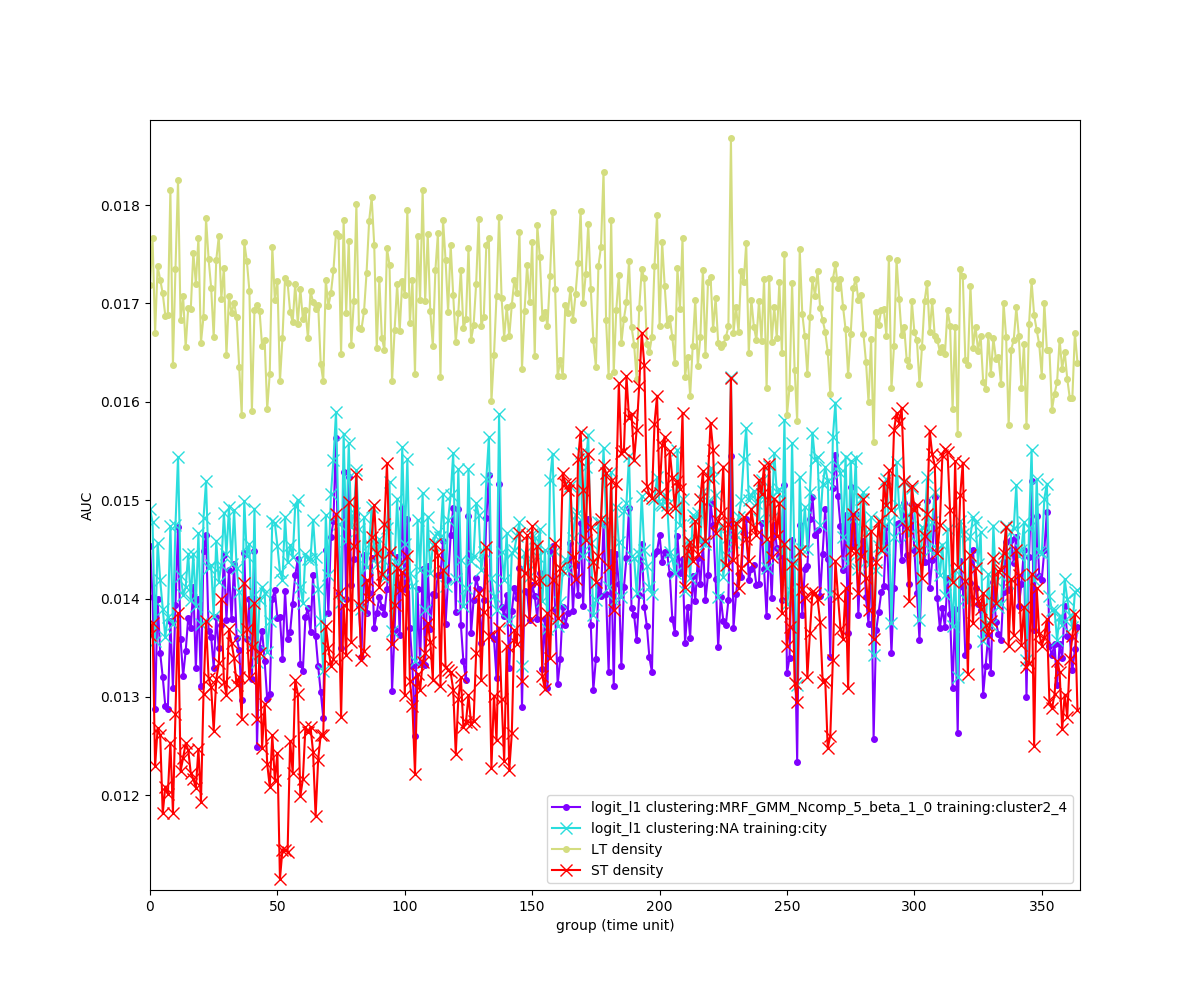 0.018
0.017
0.016
0.015
0.014
0.013
0.012
AUC
0 50 100 150 200 250 300 350
group (time unit)
logit_l1 clustering:MRF_GMM_Ncomp_5_beta_1_0 training:cluster2_4
logit_l1 clustering:NA training:city
LT density
ST density